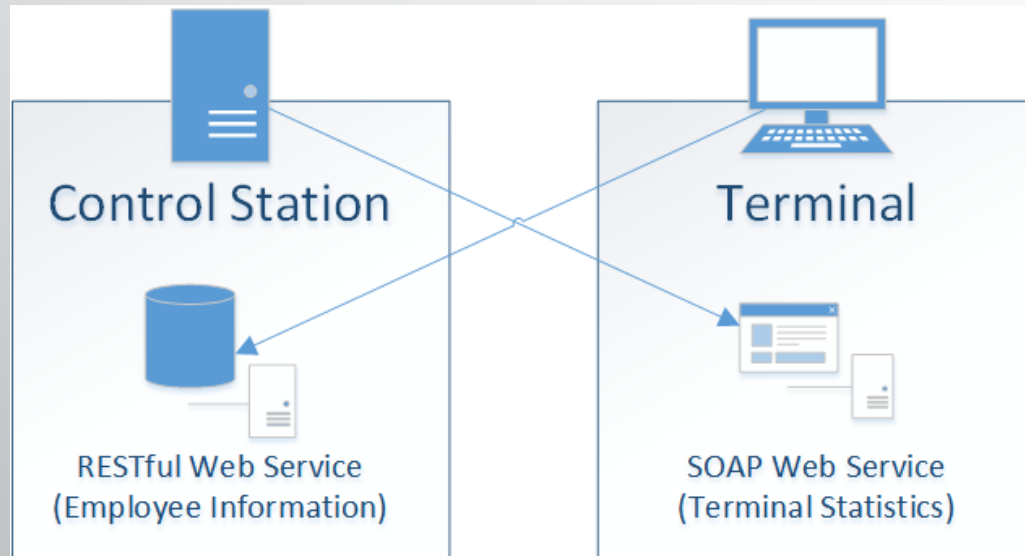 Control Station
Terminal
RESTful Web Service
(Employee Information)
SOAP Web Service
(Terminal Statistics)